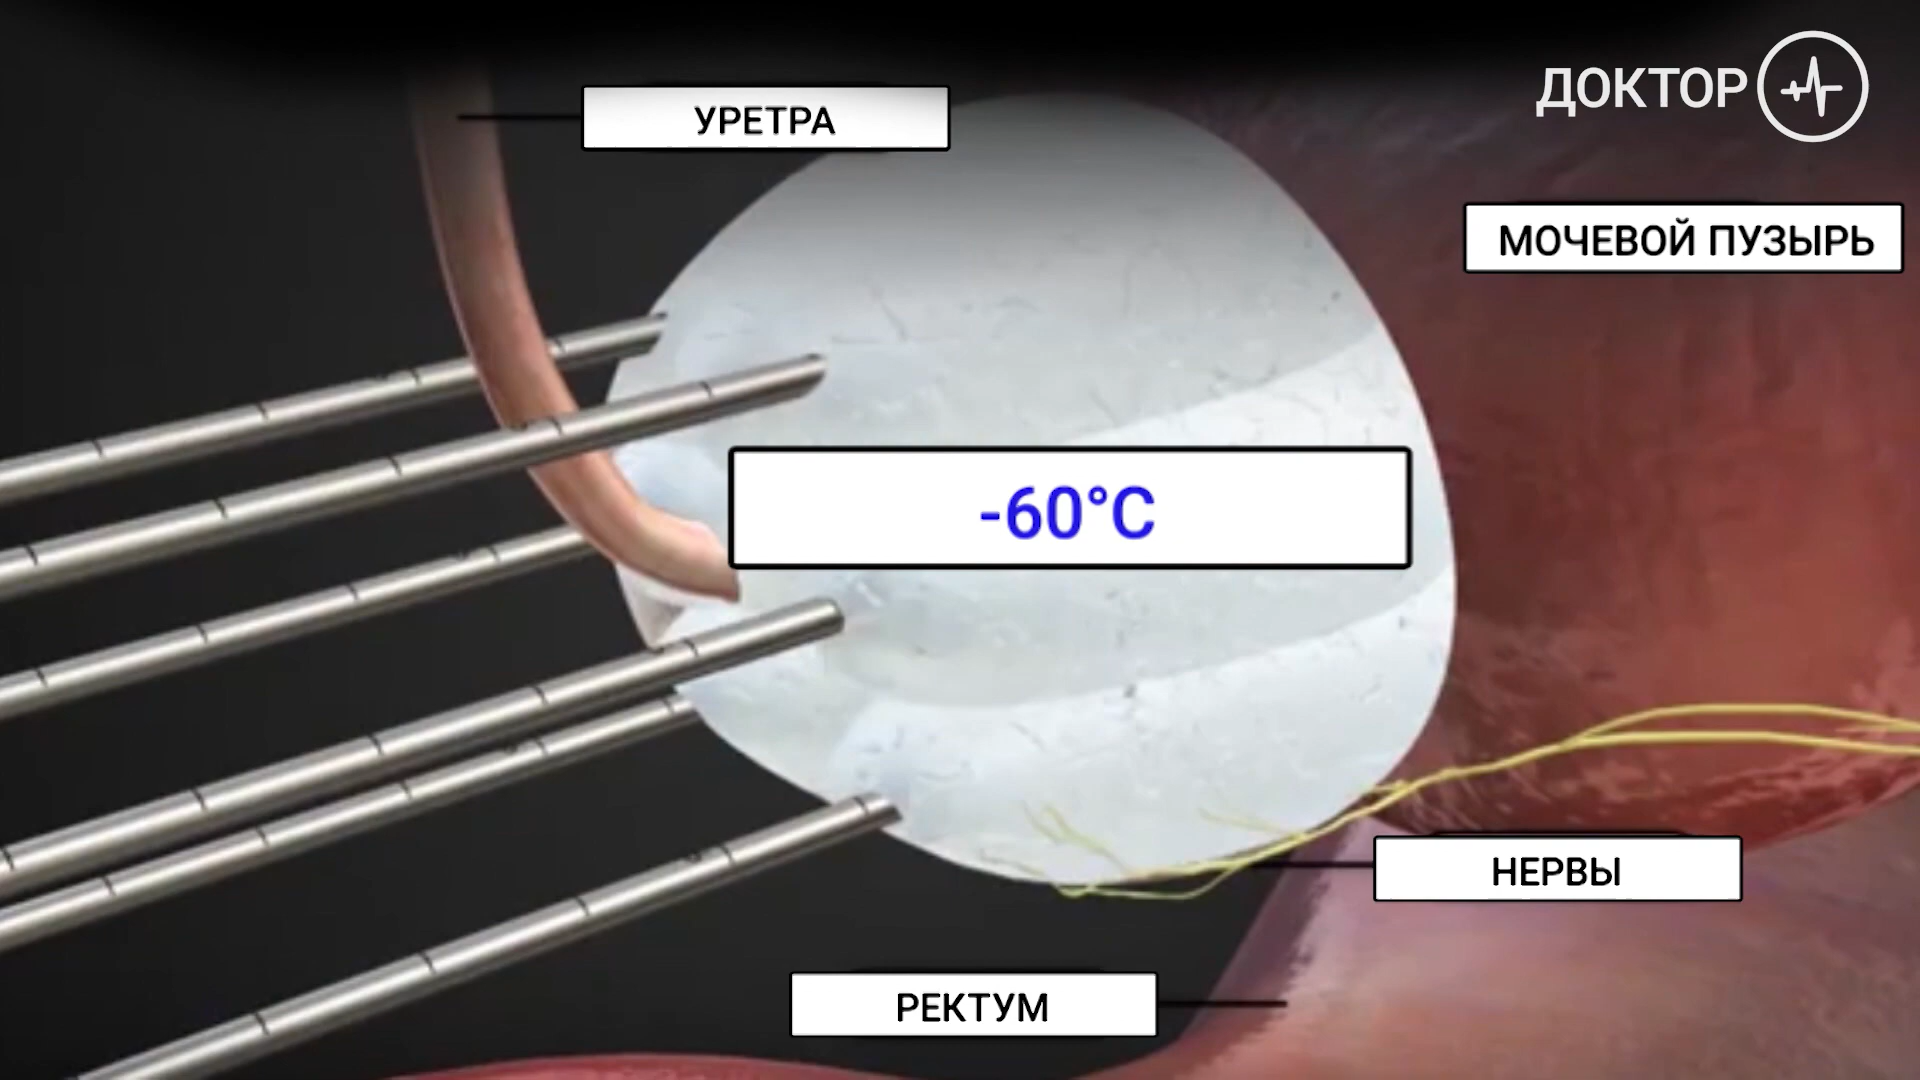 УРЕТРА
ДОКТОР
МОЧЕВОЙ ПУЗЫРЬ
-60°C
НЕРВЫ
РЕКТУМ